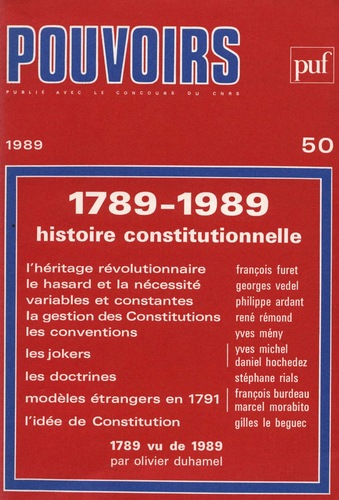 POUVOIRS
puf
PUBLIÉ AVEC LE CONCOURS DU CNRS
1989
50
1789-1989
histoire constitutionnelle
l'héritage révolutionnaire françois furet
le hasard et la nécessité georges vedel
variables et constantes philippe ardant
la gestion des Constitutions rené rémond
les conventions yves mény
les jokers yves michel
daniel hochedez
les doctrines stéphane rials
modèles étrangers en 1791 françois burdeau
marcel morabito
l'idée de Constitution gilles le beguec
1789 vu de 1989
par olivier duhamel